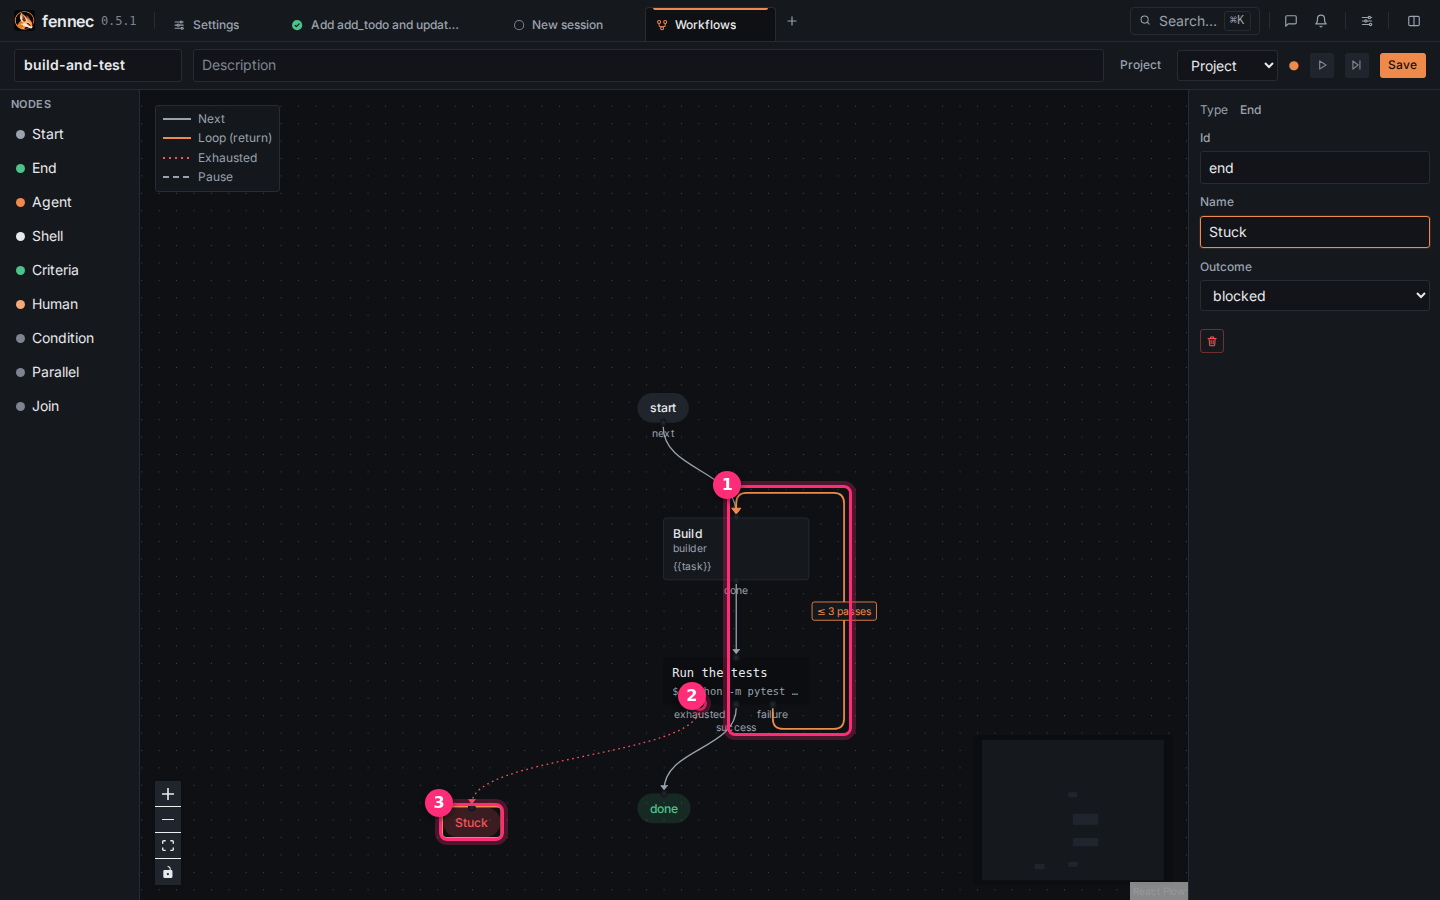 fennec 0.5.1
Settings
Add add_todo and updat...
New session
Workflows
Search... ⌘K
build-and-test
Description
Project
Project
Save
NODES
Start
End
Agent
Shell
Criteria
Human
Condition
Parallel
Join
Next
Loop (return)
Exhausted
Pause
start
next
1
Build
builder
{{task}}
done
≤ 3 passes
Run the tests
2
-m pytest …
exhausted
failure
success
3
Stuck
done
Type End
Id
end
Name
Stuck
Outcome
blocked
React Flow